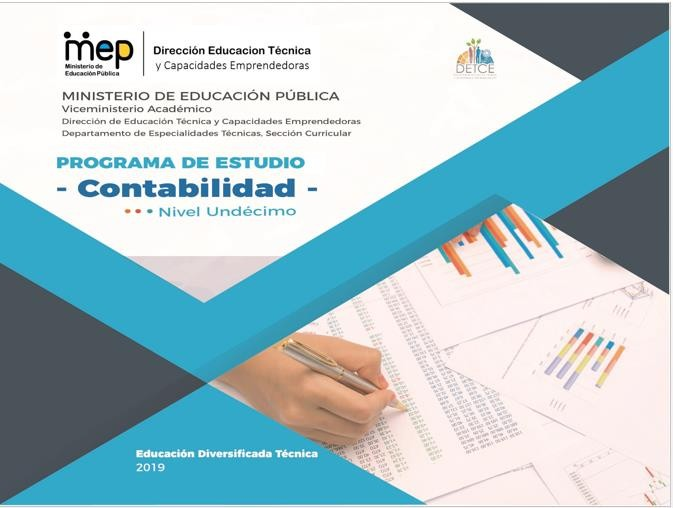 mep
Ministerio de
Educación Pública
Dirección Educacion Técnica
y Capacidades Emprendedoras
DETCE
MINISTERIO DE EDUCACIÓN PÚBLICA
Viceministerio Académico
Dirección de Educación Técnica y Capacidades Emprendedoras
Departamento de Especialidades Técnicas, Sección Curricular
PROGRAMA DE ESTUDIO
- Contabilidad -
Nivel Undécimo
Educación Diversificada Técnica
2019